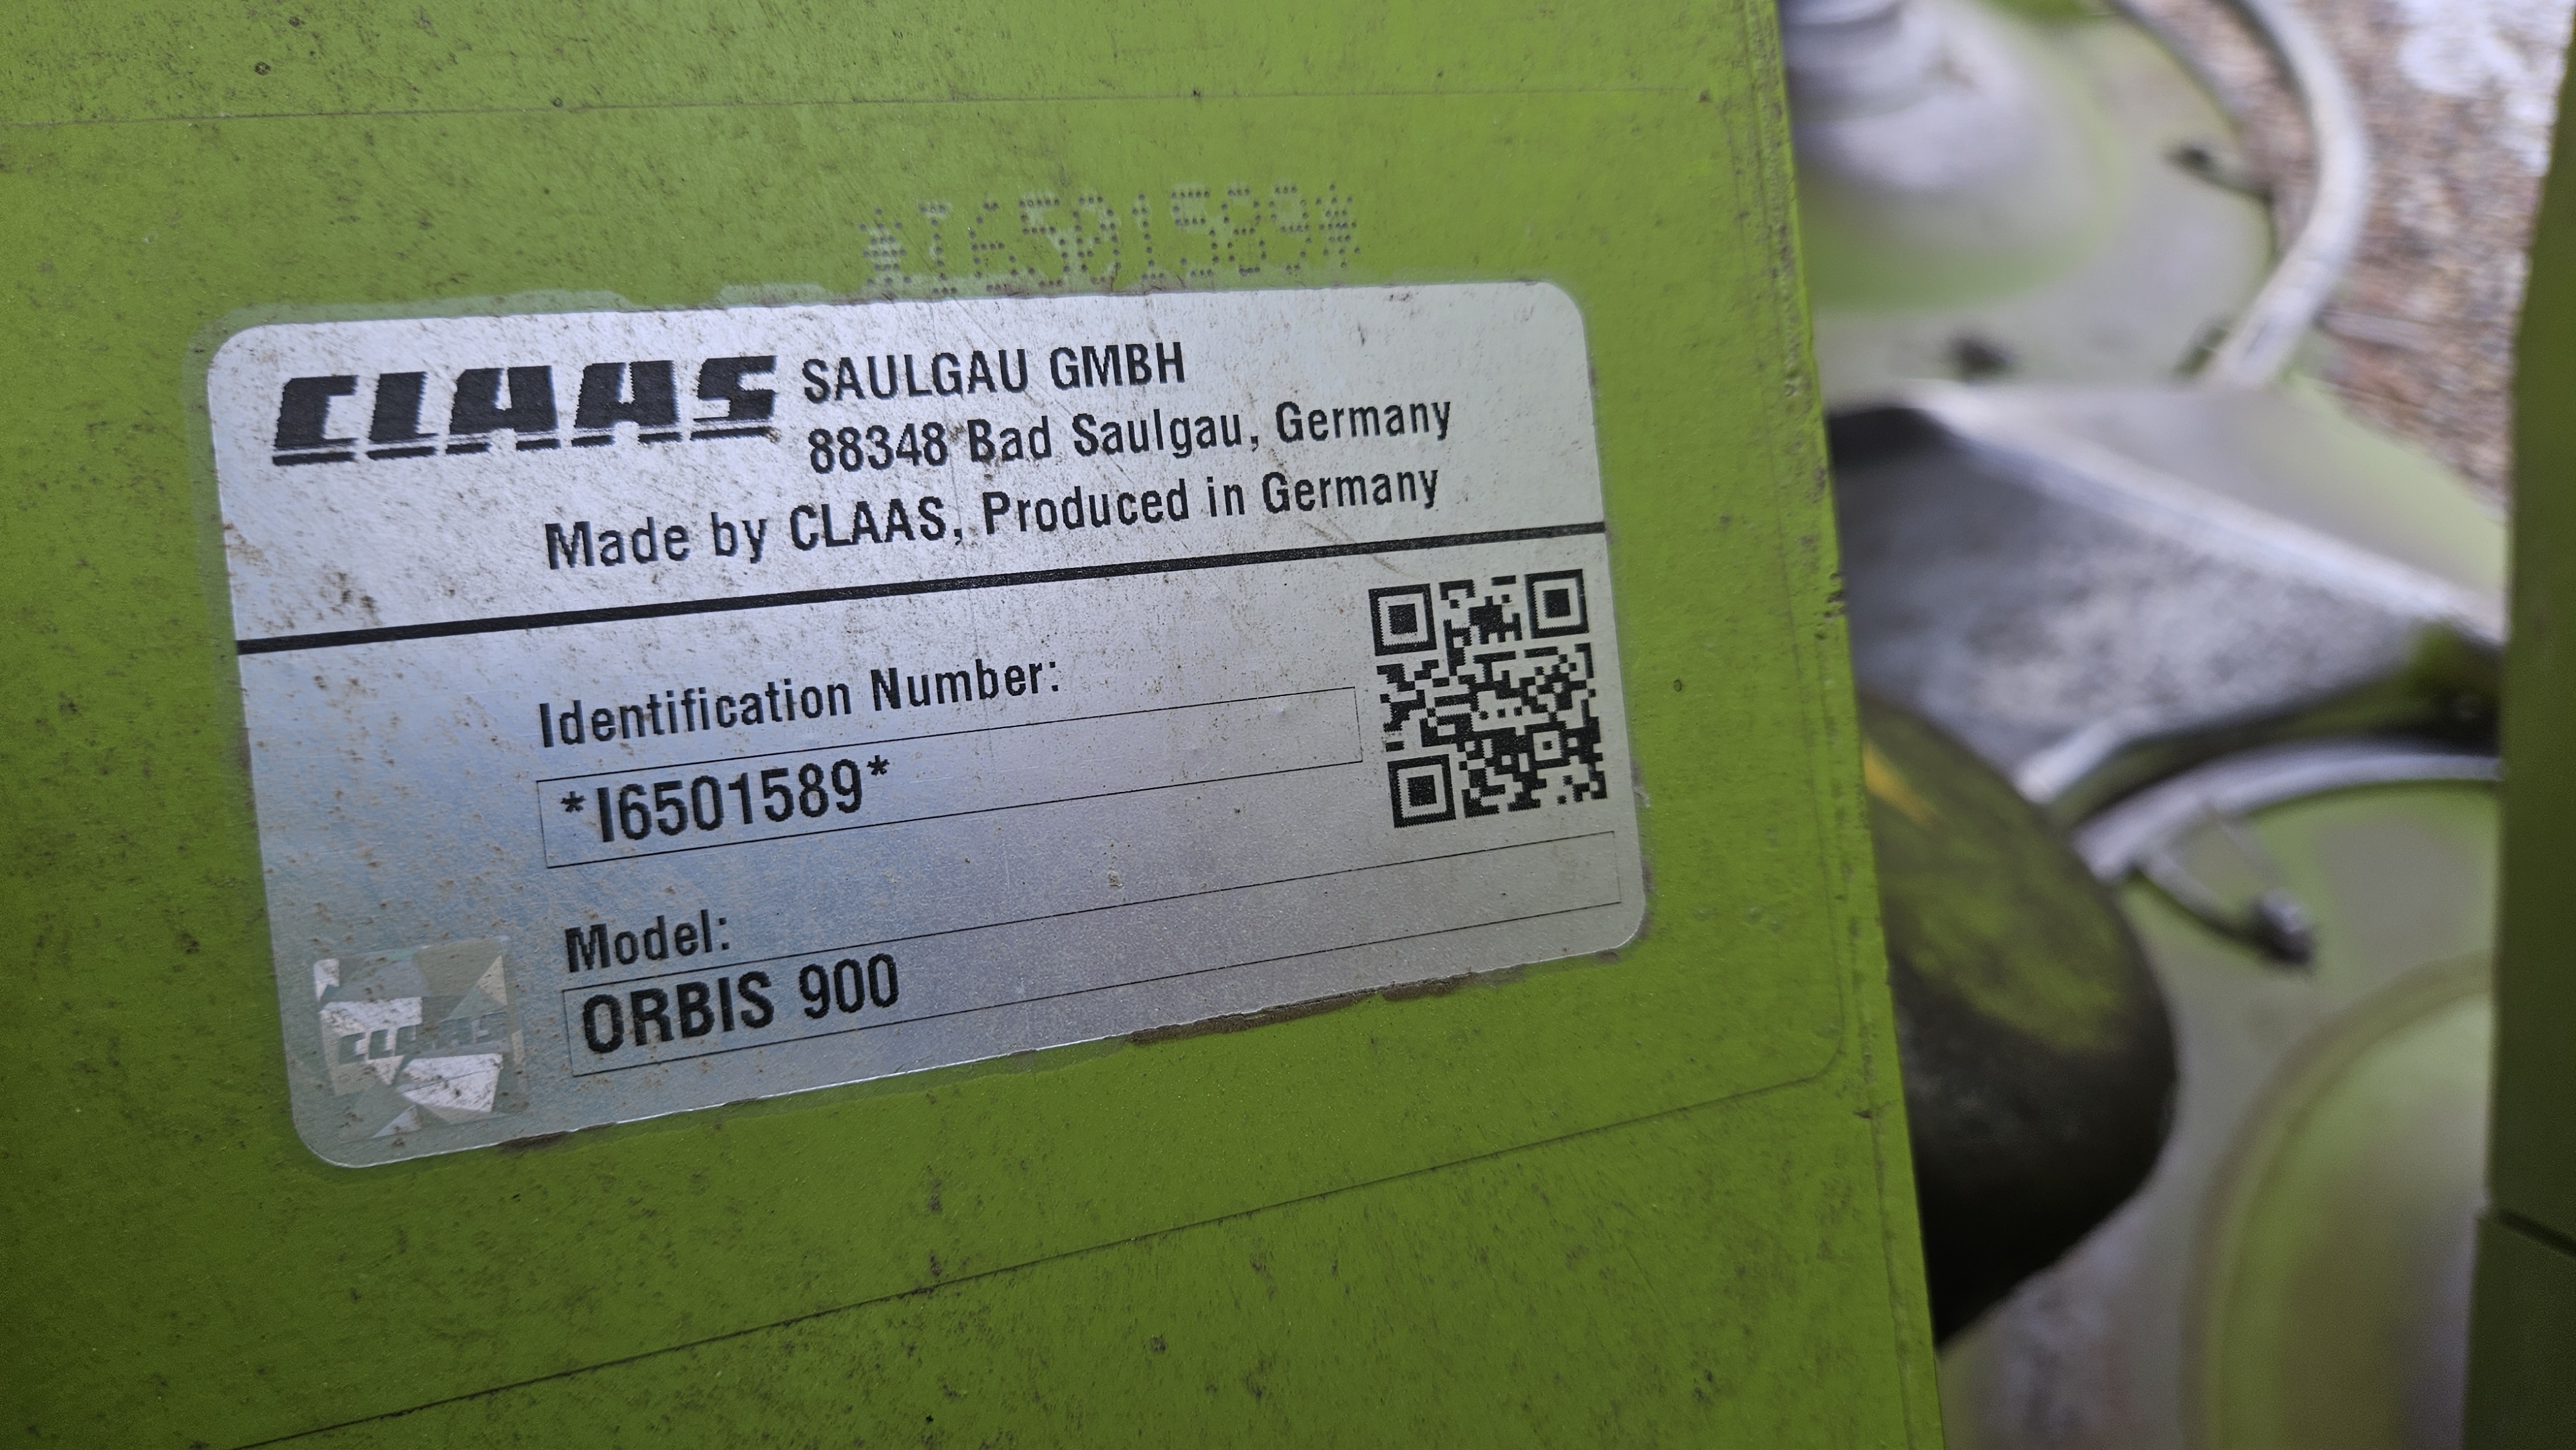 *I6501589*
CLAAS SAULGAU GMBH
88348 Bad Saulgau, Germany
Made by CLAAS, Produced in Germany
Identification Number:
*I6501589*
Model:
ORBIS 900
CLAAS